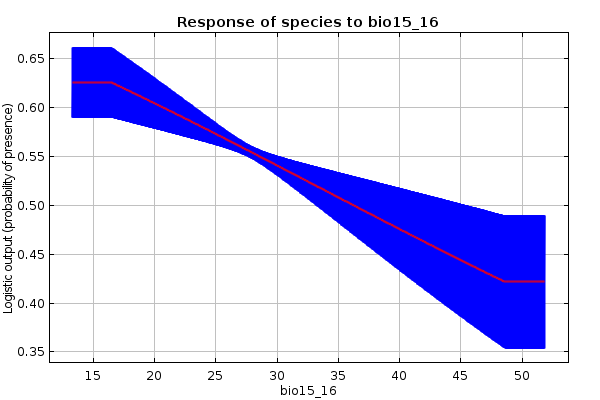 Response of species to bio15_16
Logistic output (probability of presence)
0.65
0.60
0.55
0.50
0.45
0.40
0.35
15 20 25 30 35 40 45 50
bio15_16